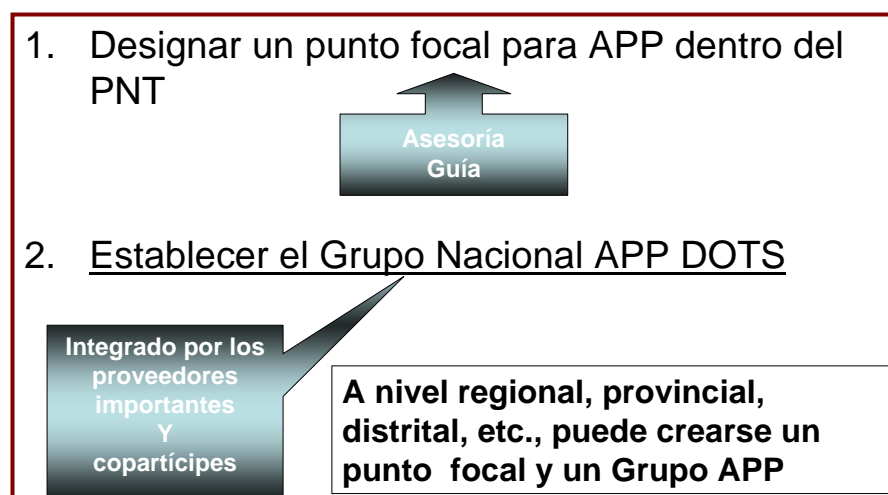 1. Designar un punto focal para APP dentro del
PNT
Asesoría
Guía
2. Establecer el Grupo Nacional APP DOTS
Integrado por los
proveedores
importantes
Y
copartícipes
A nivel regional, provincial,
distrital, etc., puede crearse un
punto focal y un Grupo APP